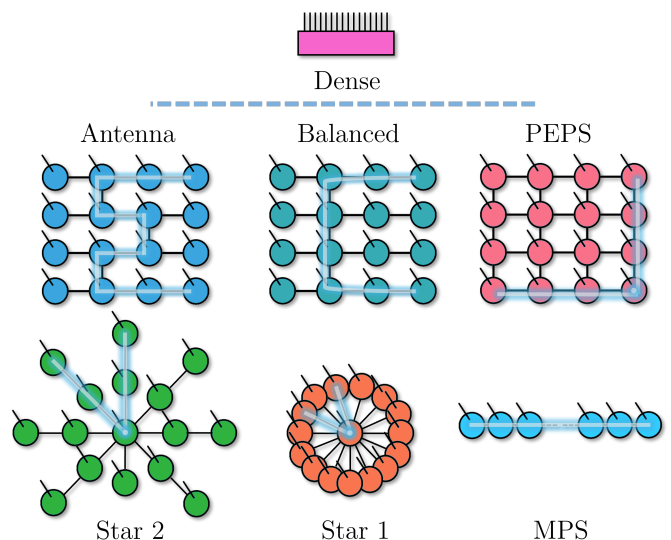 Dense
Antenna
Balanced
PEPS
Star 2
Star 1
MPS